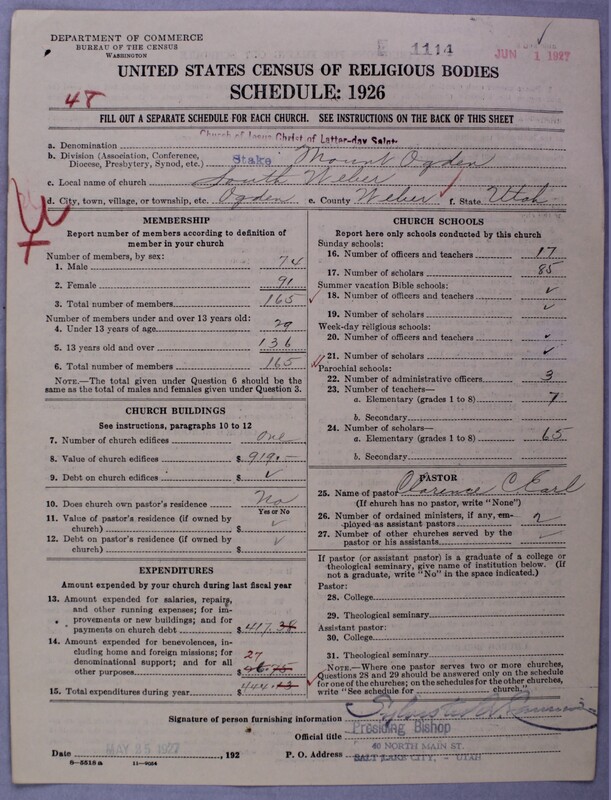 DEPARTMENT OF COMMERCE
BUREAU OF THE CENSUS
WASHINGTON
E 1114
JUN 1 1927
UNITED STATES CENSUS OF RELIGIOUS BODIES
SCHEDULE: 1926
48
FILL OUT A SEPARATE SCHEDULE FOR EACH CHURCH. SEE INSTRUCTIONS ON THE BACK OF THIS SHEET
a. Denomination Church of Jesus Christ of Latter-day Saints
b. Division (Association, Conference, Diocese, Presbytery, Synod, etc.) Stake Mount Ogden
c. Local name of church South Weber
d. City, town, village, or township, etc. Ogden e. County Weber f. State Utah
MEMBERSHIP
Report number of members according to definition of
member in your church
Number of members, by sex:
1. Male 74
2. Female 91
3. Total number of members 165
Number of members under and over 13 years old:
4. Under 13 years of age 29
5. 13 years old and over 136
6. Total number of members 165
NOTE.—The total given under Question 6 should be the
same as the total of males and females given under Question 3.
CHURCH BUILDINGS
See instructions, paragraphs 10 to 12
7. Number of church edifices one
8. Value of church edifices $ 919.-
9. Debt on church edifices $ ✓
10. Does church own pastor's residence No
Yes or No
11. Value of pastor's residence (if owned by
church) $ ✓
12. Debt on pastor's residence (if owned by
church) $ ✓
EXPENDITURES
Amount expended by your church during last fiscal year
13. Amount expended for salaries, repairs,
and other running expenses; for im-
provements or new buildings; and for
payments on church debt $ 417.38
14. Amount expended for benevolences, in-
cluding home and foreign missions; for
denominational support; and for all
other purposes $ 27
15. Total expenditures during year $ 444.13
CHURCH SCHOOLS
Report here only schools conducted by this church
Sunday schools:
16. Number of officers and teachers 17
17. Number of scholars 85
Summer vacation Bible schools:
18. Number of officers and teachers ✓
19. Number of scholars ✓
Week-day religious schools:
20. Number of officers and teachers ✓
21. Number of scholars ✓
Parochial schools:
22. Number of administrative officers 3
23. Number of teachers—
a. Elementary (grades 1 to 8) 7
b. Secondary
24. Number of scholars—
a. Elementary (grades 1 to 8) 65
b. Secondary
PASTOR
25. Name of pastor Clerence C. Earl
(If church has no pastor, write "None")
26. Number of ordained ministers, if any, em-
ployed as assistant pastors 2
27. Number of other churches served by the
pastor or his assistants
If pastor (or assistant pastor) is a graduate of a college or
theological seminary, give name of institution below. (If
not a graduate, write "No" in the space indicated.)
Pastor:
28. College
29. Theological seminary
Assistant pastor:
30. College
31. Theological seminary
NOTE.—Where one pastor serves two or more churches,
Questions 28 and 29 should be answered only on the schedule
for one of the churches; on the schedules for the other churches,
write "See schedule for church."
Signature of person furnishing information
Official title Presiding Bishop
Date MAY 25 1927, 192 P. O. Address 40 NORTH MAIN ST.
SALT LAKE CITY, - UTAH
8—5518 a 11—9084